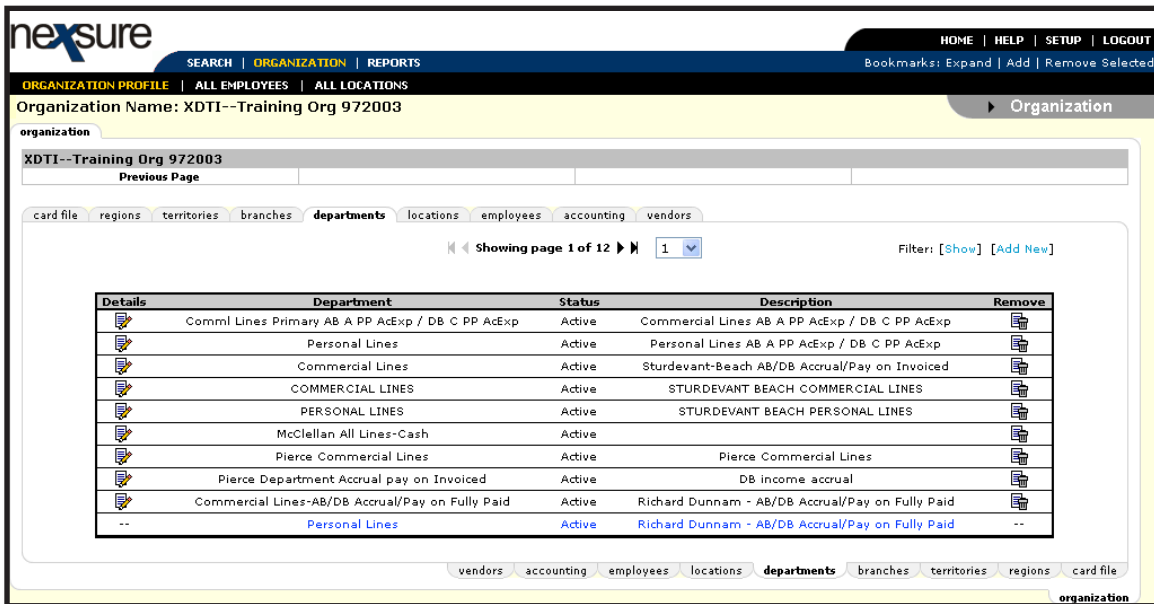 nexsure
HOME | HELP | SETUP | LOGOUT
SEARCH | ORGANIZATION | REPORTS
Bookmarks: Expand | Add | Remove Selected
ORGANIZATION PROFILE | ALL EMPLOYEES | ALL LOCATIONS
Organization Name: XDTI--Training Org 972003
Organization
organization
XDTI--Training Org 972003
Previous Page
card file regions territories branches departments locations employees accounting vendors
Showing page 1 of 12 1 Filter: [Show] [Add New]
Details Department Status Description Remove
Comml Lines Primary AB A PP AcExp / DB C PP AcExp Active Commercial Lines AB A PP AcExp / DB C PP AcExp
Personal Lines Active Personal Lines AB A PP AcExp / DB C PP AcExp
Commercial Lines Active Sturdevant-Beach AB/DB Accrual/Pay on Invoiced
COMMERCIAL LINES Active STURDEVANT BEACH COMMERCIAL LINES
PERSONAL LINES Active STURDEVANT BEACH PERSONAL LINES
McClellan All Lines-Cash Active
Pierce Commercial Lines Active Pierce Commercial Lines
Pierce Department Accrual pay on Invoiced Active DB income accrual
Commercial Lines-AB/DB Accrual/Pay on Fully Paid Active Richard Dunnam - AB/DB Accrual/Pay on Fully Paid
-- Personal Lines Active Richard Dunnam - AB/DB Accrual/Pay on Fully Paid --
vendors accounting employees locations departments branches territories regions card file
organization